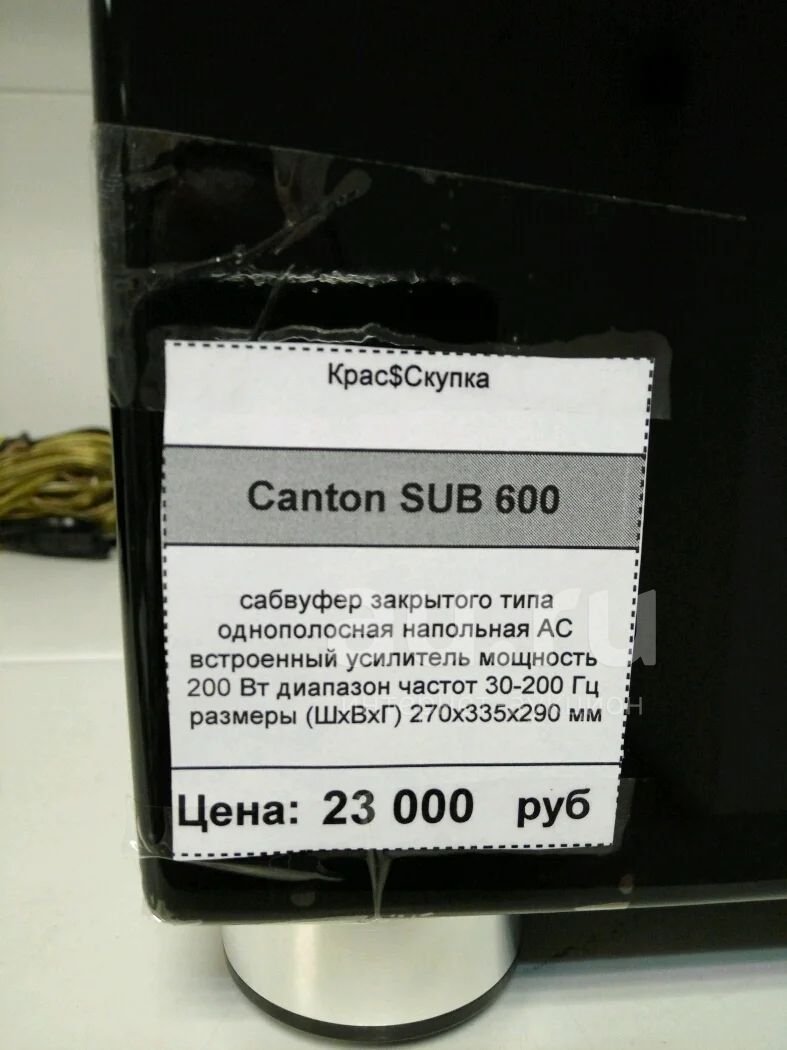 Крас$Скупка
Canton SUB 600
сабвуфер закрытого типа
однополосная напольная АС
встроенный усилитель мощность
200 Вт диапазон частот 30-200 Гц
размеры (ШхВхГ) 270х335х290 мм
Цена: 23 000 руб